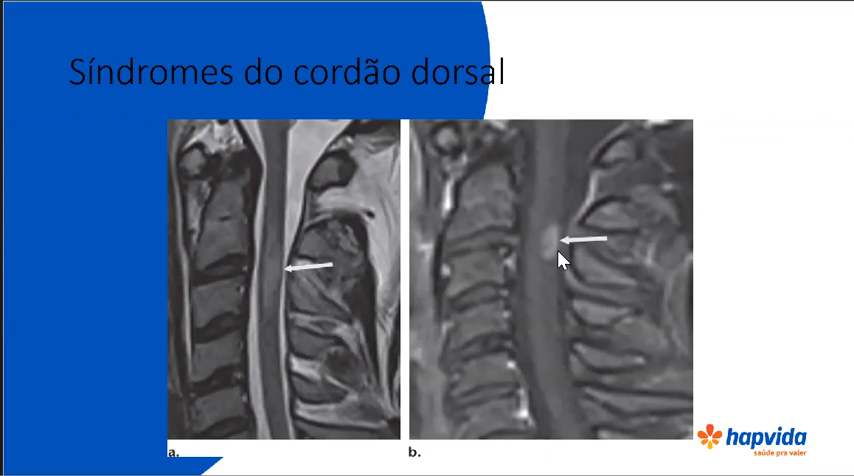 Síndromes do cordão dorsal
a.
b.
hapvida
saúde pra valer